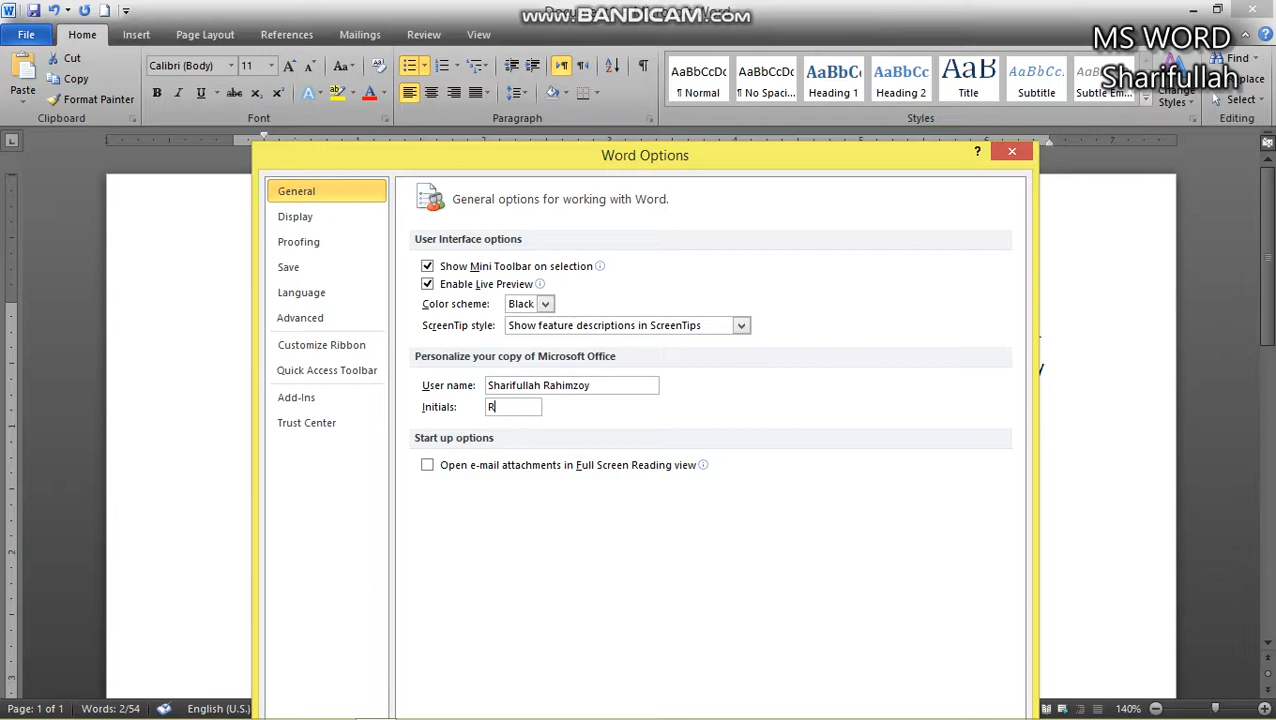 www.BANDICAM.com
File Home Insert Page Layout References Mailings Review View
MS WORD
Sharifullah
Cut
Copy
Format Painter
Paste
Clipboard
Calibri (Body) 11
Font
Paragraph
AaBbCcDc AaBbCcDc AaBbCc AaBbCc AaB AaBbCc. AaBbCcDc
¶ Normal ¶ No Spaci... Heading 1 Heading 2 Title Subtitle Subtle Em...
Change
Styles
Styles
Find
Select
Editing
Word Options
General
Display
Proofing
Save
Language
Advanced
Customize Ribbon
Quick Access Toolbar
Add-Ins
Trust Center
General options for working with Word.
User Interface options
Show Mini Toolbar on selection
Enable Live Preview
Color scheme: Black
ScreenTip style: Show feature descriptions in ScreenTips
Personalize your copy of Microsoft Office
User name: Sharifullah Rahimzoy
Initials: R
Start up options
Open e-mail attachments in Full Screen Reading view
Page: 1 of 1 Words: 2/54 English (U.S.) 140%